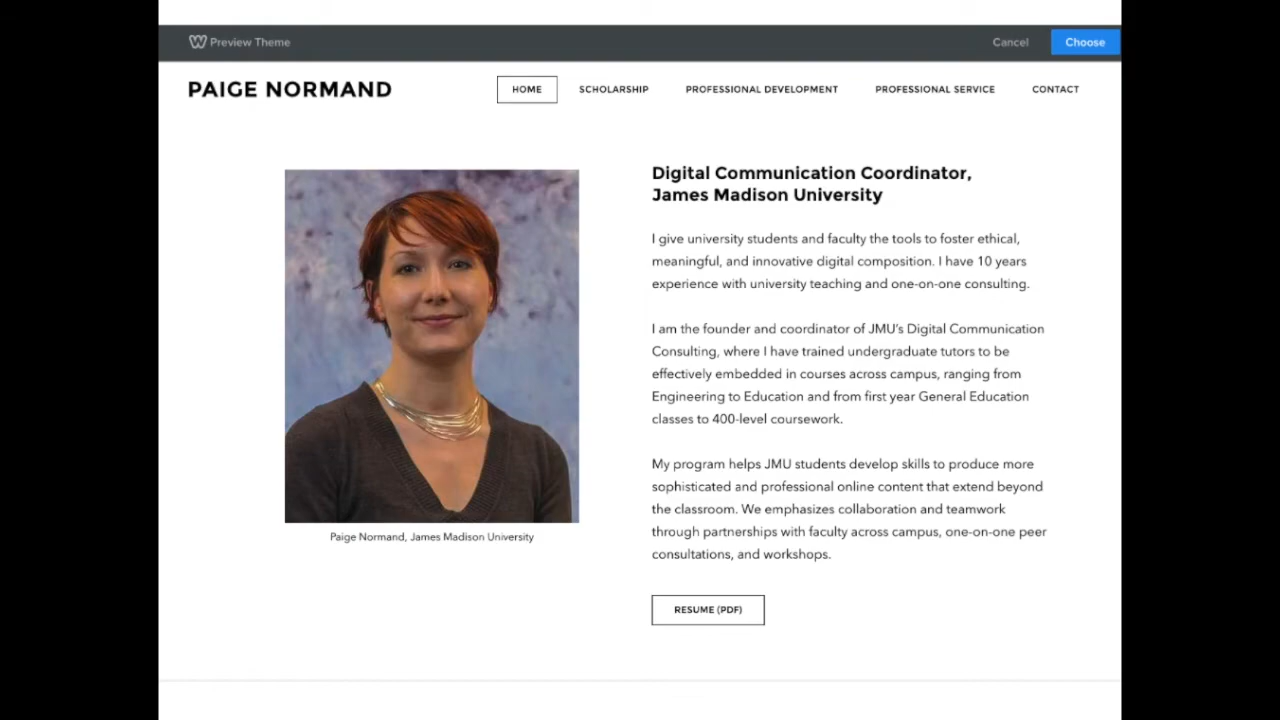 Preview Theme
Cancel
Choose
PAIGE NORMAND
HOME
SCHOLARSHIP
PROFESSIONAL DEVELOPMENT
PROFESSIONAL SERVICE
CONTACT
Digital Communication Coordinator,
James Madison University
I give university students and faculty the tools to foster ethical,
meaningful, and innovative digital composition. I have 10 years
experience with university teaching and one-on-one consulting.
I am the founder and coordinator of JMU's Digital Communication
Consulting, where I have trained undergraduate tutors to be
effectively embedded in courses across campus, ranging from
Engineering to Education and from first year General Education
classes to 400-level coursework.
My program helps JMU students develop skills to produce more
sophisticated and professional online content that extend beyond
the classroom. We emphasizes collaboration and teamwork
through partnerships with faculty across campus, one-on-one peer
consultations, and workshops.
Paige Normand, James Madison University
RESUME (PDF)